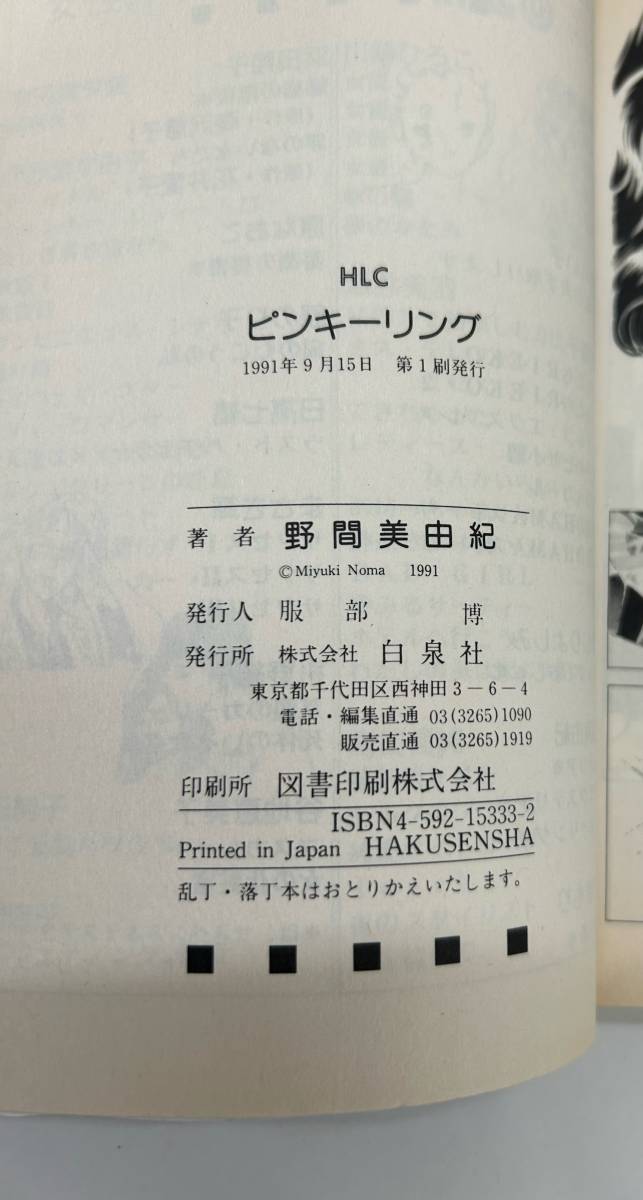 HLC
ピンキーリング
1991年9月15日 第1刷発行
著者 野間美由紀
©Miyuki Noma 1991
発行人 服部 博
発行所 株式会社 白泉社
東京都千代田区西神田3-6-4
電話・編集直通 03(3265)1090
販売直通 03(3265)1919
印刷所 図書印刷株式会社
ISBN4-592-15333-2
Printed in Japan HAKUSENSHA
乱丁・落丁本はおとりかえいたします。